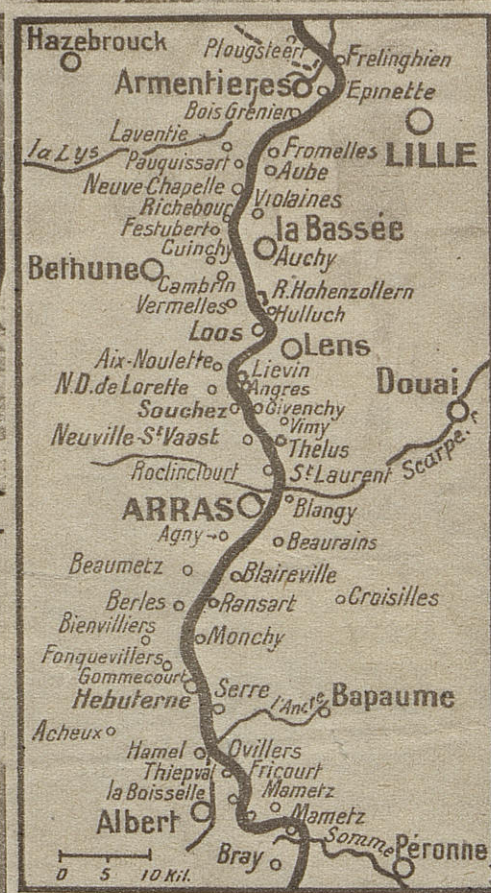 Hazebrouck
Plougsteert
Frelinghien
Armentieres
Epinette
Bois Grenier
LILLE
Laventie
la Lys
Pauquissart
Fromelles
Aube
Neuve-Chapelle
Richebourg
Violaines
Festubert
la Bassée
Cuinchy
Auchy
Bethune
Cambrin
R. Hohenzollern
Vermelles
Hulluch
Loos
Lens
Aix-Noulette
Lievin
N.D. de Lorette
Angres
Douai
Souchez
Givenchy
Vimy
Neuville-St Vaast
Thelus
Roclincourt
St Laurent
Scarpe. r
ARRAS
Blangy
Agny
Beaurains
Beaumetz
Blaireville
Berles
Ransart
Croisilles
Bienvilliers
Monchy
Fonquevillers
Gommecourt
Hebuterne
Serre
l'Ancre
Bapaume
Acheux
Hamel
Ovillers
Thiepval
Fricourt
la Boisselle
Mametz
Albert
Mametz
Somme
Péronne
Bray
0 5 10 Kil.